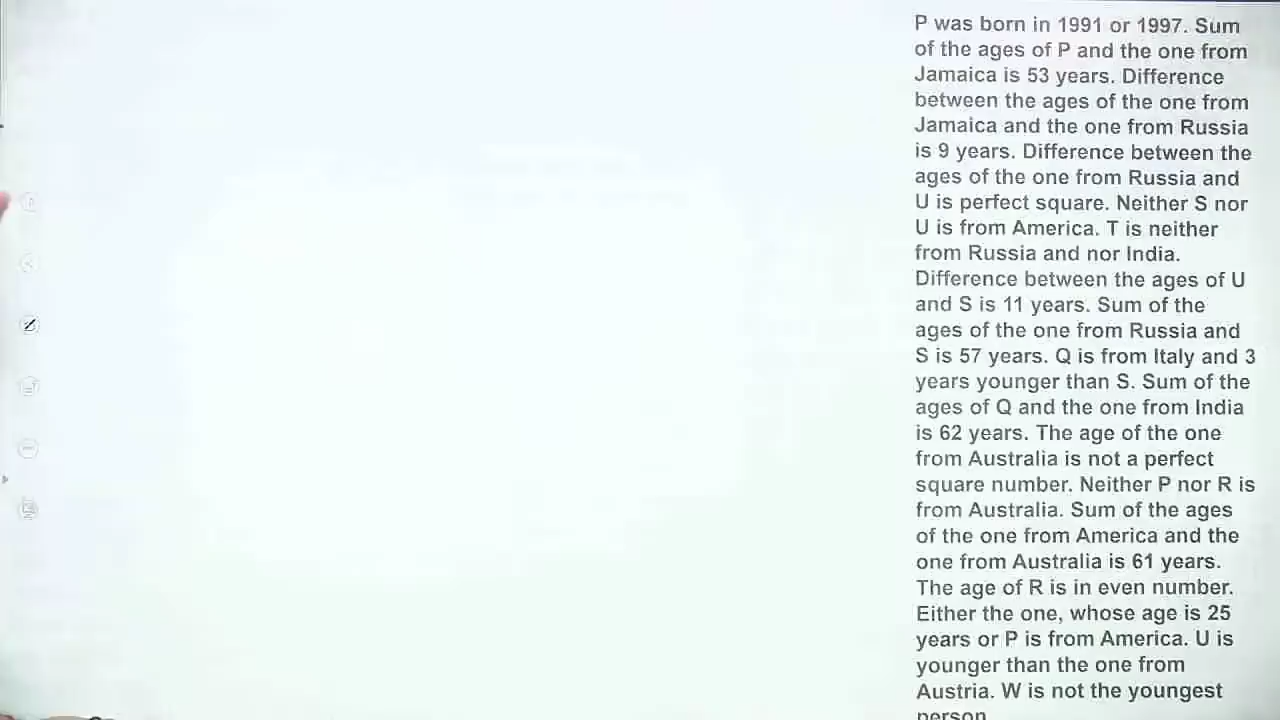 P was born in 1991 or 1997. Sum
of the ages of P and the one from
Jamaica is 53 years. Difference
between the ages of the one from
Jamaica and the one from Russia
is 9 years. Difference between the
ages of the one from Russia and
U is perfect square. Neither S nor
U is from America. T is neither
from Russia and nor India.
Difference between the ages of U
and S is 11 years. Sum of the
ages of the one from Russia and
S is 57 years. Q is from Italy and 3
years younger than S. Sum of the
ages of Q and the one from India
is 62 years. The age of the one
from Australia is not a perfect
square number. Neither P nor R is
from Australia. Sum of the ages
of the one from America and the
one from Australia is 61 years.
The age of R is in even number.
Either the one, whose age is 25
years or P is from America. U is
younger than the one from
Austria. W is not the youngest
person